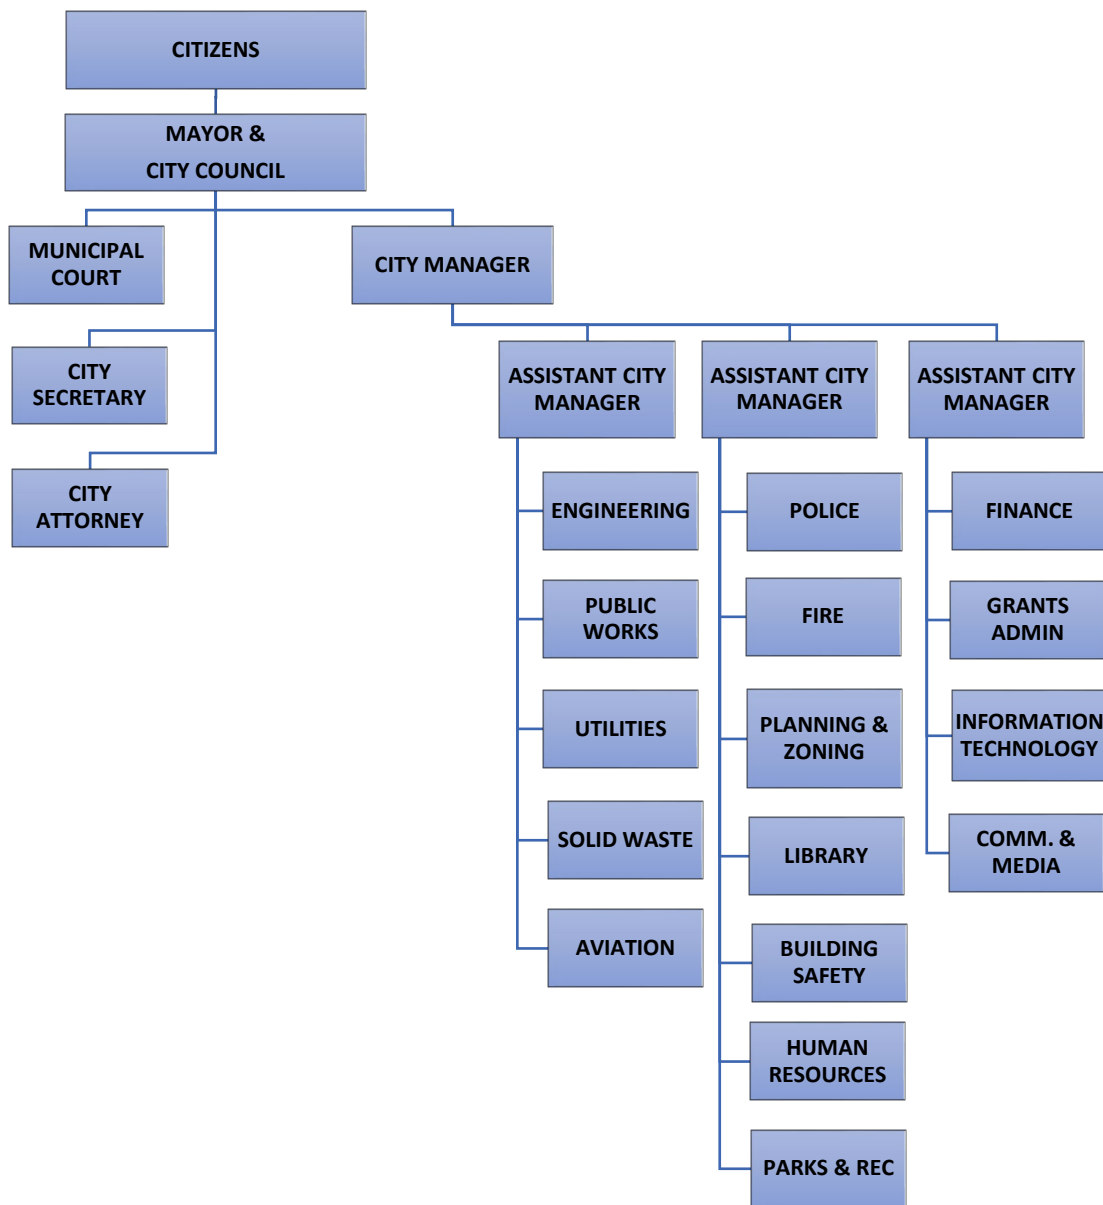 CITIZENS
MAYOR &
CITY COUNCIL
MUNICIPAL
COURT
CITY MANAGER
CITY
SECRETARY
CITY
ATTORNEY
ASSISTANT CITY
MANAGER
ENGINEERING
PUBLIC
WORKS
UTILITIES
SOLID WASTE
AVIATION
ASSISTANT CITY
MANAGER
POLICE
FIRE
PLANNING &
ZONING
LIBRARY
BUILDING
SAFETY
HUMAN
RESOURCES
PARKS & REC
ASSISTANT CITY
MANAGER
FINANCE
GRANTS
ADMIN
INFORMATION
TECHNOLOGY
COMM. &
MEDIA